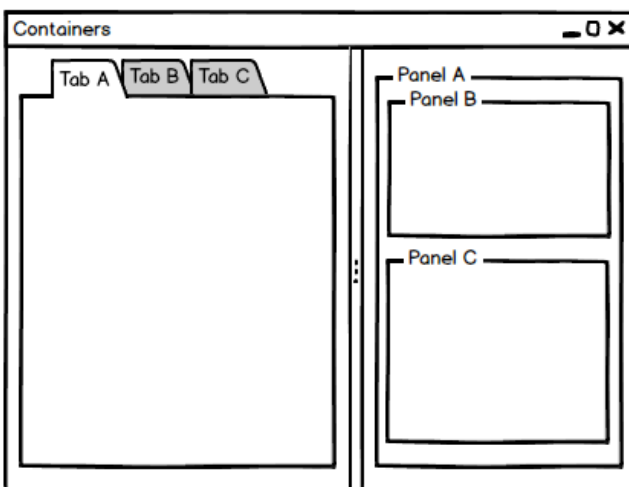 Containers
Tab A Tab B Tab C
Panel A
Panel B
Panel C